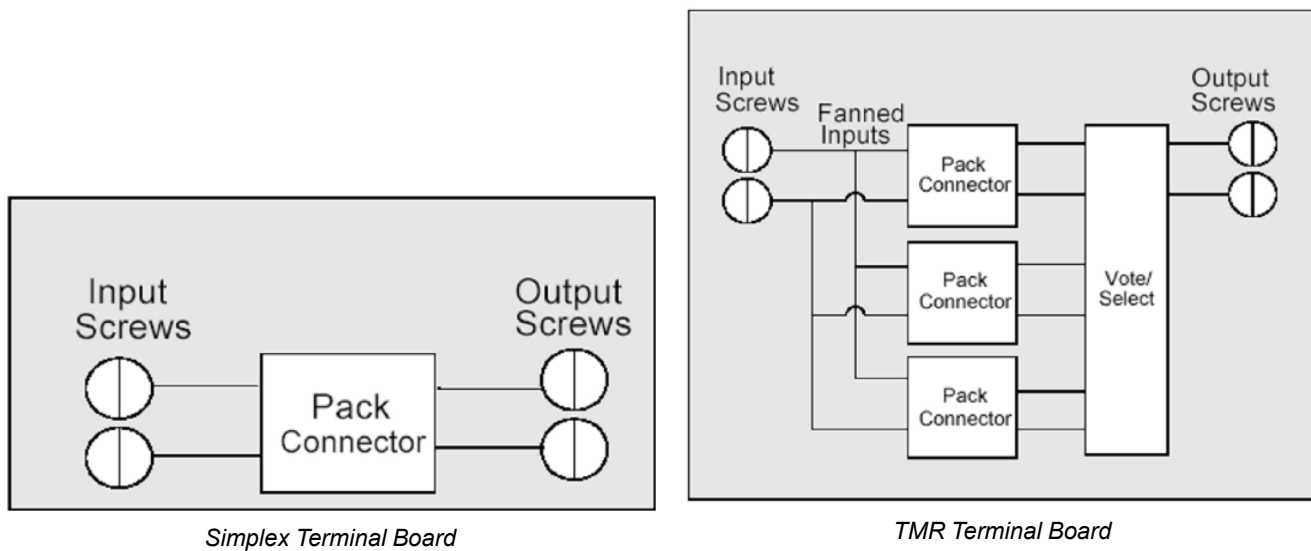 Input
Screws
Output
Screws
Pack
Connector
Simplex Terminal Board
Input
Screws
Fanned
Inputs
Output
Screws
Pack
Connector
Pack
Connector
Pack
Connector
Vote/
Select
TMR Terminal Board